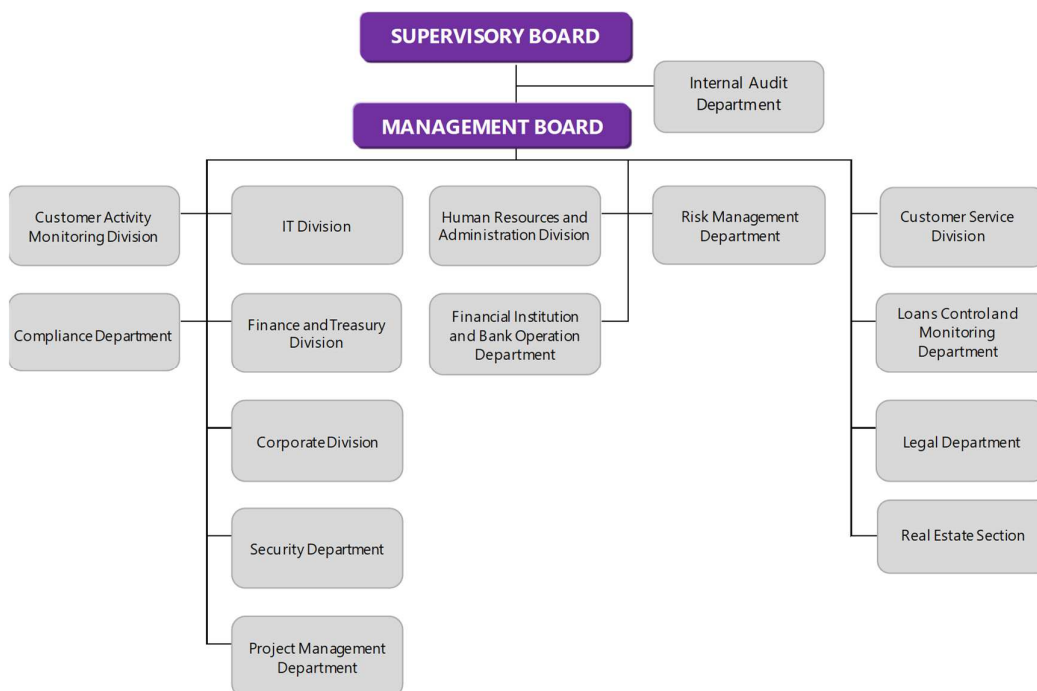 SUPERVISORY BOARD
Internal Audit
Department
MANAGEMENT BOARD
Customer Activity
Monitoring Division
IT Division
Human Resources and
Administration Division
Risk Management
Department
Customer Service
Division
Compliance Department
Finance and Treasury
Division
Financial Institution
and Bank Operation
Department
Loans Control and
Monitoring
Department
Corporate Division
Legal Department
Security Department
Real Estate Section
Project Management
Department